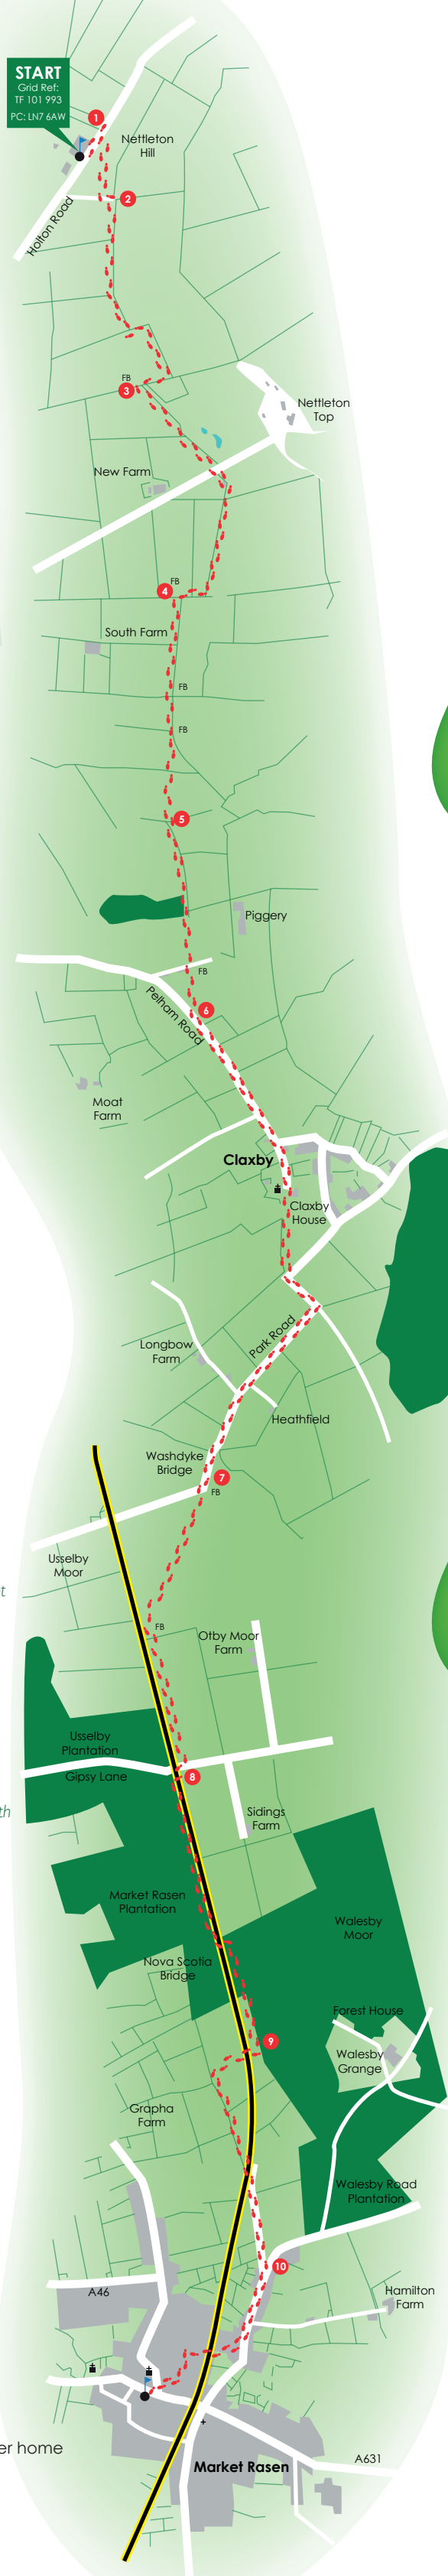 START
Grid Ref:
TF 101 993
PC: LN7 6AW
1
Nettleton
Hill
2
Holton Road
FB
3
Nettleton
Top
New Farm
4
FB
South Farm
FB
FB
5
Piggery
FB
6
Pelham Road
Moat
Farm
Claxby
Claxby
House
Park Road
Longbow
Farm
Heathfield
Washdyke
Bridge
7
FB
Usselby
Moor
t
FB
Otby Moor
Farm
Usselby
Plantation
Gipsy Lane
8
th
Sidings
Farm
Market Rasen
Plantation
Walesby
Moor
Nova Scotia
Bridge
Forest House
9
Walesby
Grange
Grapha
Farm
Walesby Road
Plantation
10
A46
Hamilton
Farm
er home
A631
Market Rasen